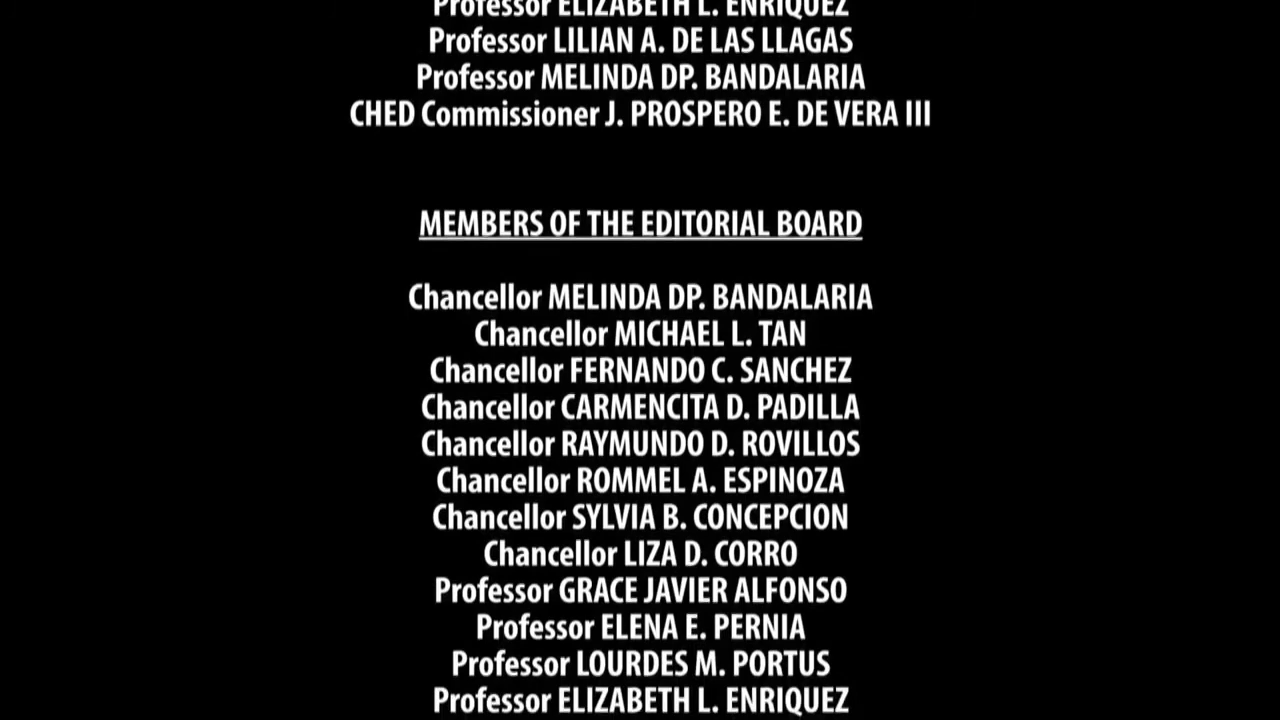 Professor ELIZABETH L. ENRIQUEZ
Professor LILIAN A. DE LAS LLAGAS
Professor MELINDA DP. BANDALARIA
CHED Commissioner J. PROSPERO E. DE VERA III
MEMBERS OF THE EDITORIAL BOARD
Chancellor MELINDA DP. BANDALARIA
Chancellor MICHAEL L. TAN
Chancellor FERNANDO C. SANCHEZ
Chancellor CARMENCITA D. PADILLA
Chancellor RAYMUNDO D. ROVILLOS
Chancellor ROMMEL A. ESPINOZA
Chancellor SYLVIA B. CONCEPCION
Chancellor LIZA D. CORRO
Professor GRACE JAVIER ALFONSO
Professor ELENA E. PERNIA
Professor LOURDES M. PORTUS
Professor ELIZABETH L. ENRIQUEZ